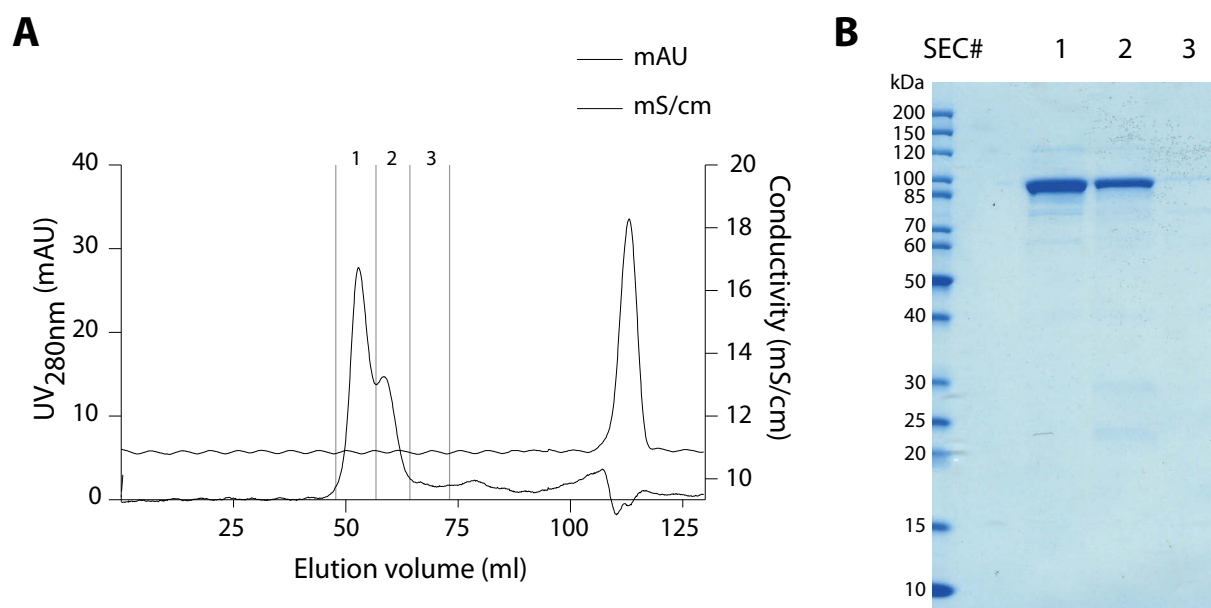 A
mAU
mS/cm
1 2 3
40
30
20
10
0
UV280nm (mAU)
20
18
16
14
12
10
Conductivity (mS/cm)
25 50 75 100 125
Elution volume (ml)
B
SEC# 1 2 3
kDa
200
150
120
100
85
70
60
50
40
30
25
20
15
10